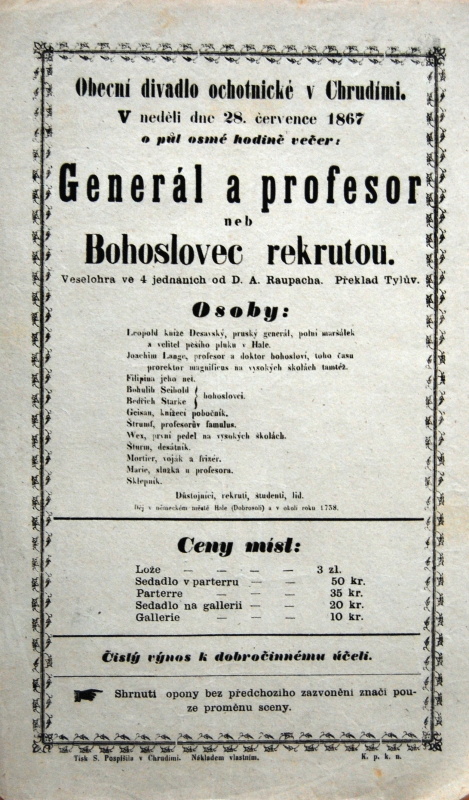 Obecní divadlo ochotnické v Chrudími.
V neděli dne 28. července 1867
o půl osmé hodině večer:
Generál a profesor
neb
Bohoslovec rekrutou.
Veselohra ve 4 jednáních od D. A. Raupacha. Překlad Tylův.
Osoby:
Leopold kníže Desavský, pruský generál, polní maršálek
a velitel pěšího pluku v Hale.
Joachim Lange, profesor a doktor bohosloví, toho času
prorektor magnificus na vysokých školách tamtéž.
Filipina jeho neť.
Bohulib Seibold
Bedřich Starke } bohoslovci.
Geisau, knížecí pobočník.
Strumf, profesorův famulus.
Wex, první pedel na vysokých školách.
Sturm, desátník.
Mortier, voják a frizér.
Marie, služka u profesora.
Sklepník.
Důstojníci, rekruti, studenti, lid.
Děj v německém městě Hole (Dobrosoli) a v okolí roku 1738.
Ceny míst:
Lože — — — — 3 zl.
Sedadlo v parterru — — 50 kr.
Parterre — — — 35 kr.
Sedadlo na gallerii — — 20 kr.
Gallerie — — — 10 kr.
Čistý výnos k dobročinnému účeli.
Shrnutí opony bez předchozího zazvonění značí pou-
ze proměnu sceny.
Tisk S. Pospíšila v Chrudimi. Nákladem vlastním. K. p. k. n.